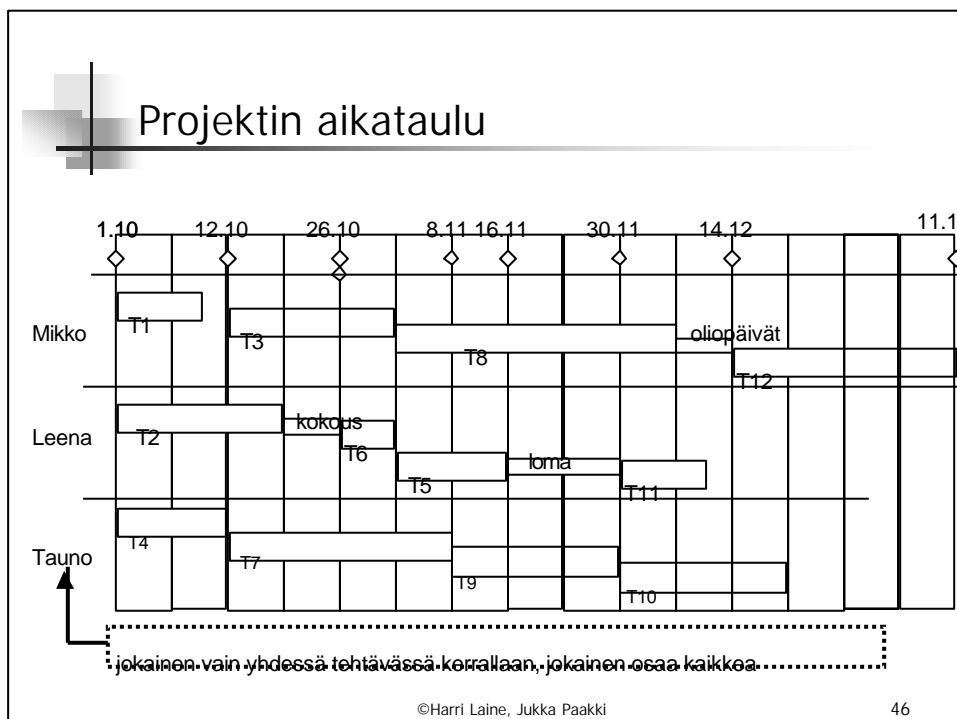 Projektin aikataulu
1.10 12.10 26.10 8.11 16.11 30.11 14.12 11.1
Mikko T1 T3 T8 oliopäivät T12
Leena T2 kokous T6 T5 loma T11
Tauno T4 T7 T9 T10
jokainen vain yhdessä tehtävässä kerrallaan, jokainen osaa kaikkea
©Harri Laine, Jukka Paakki 46